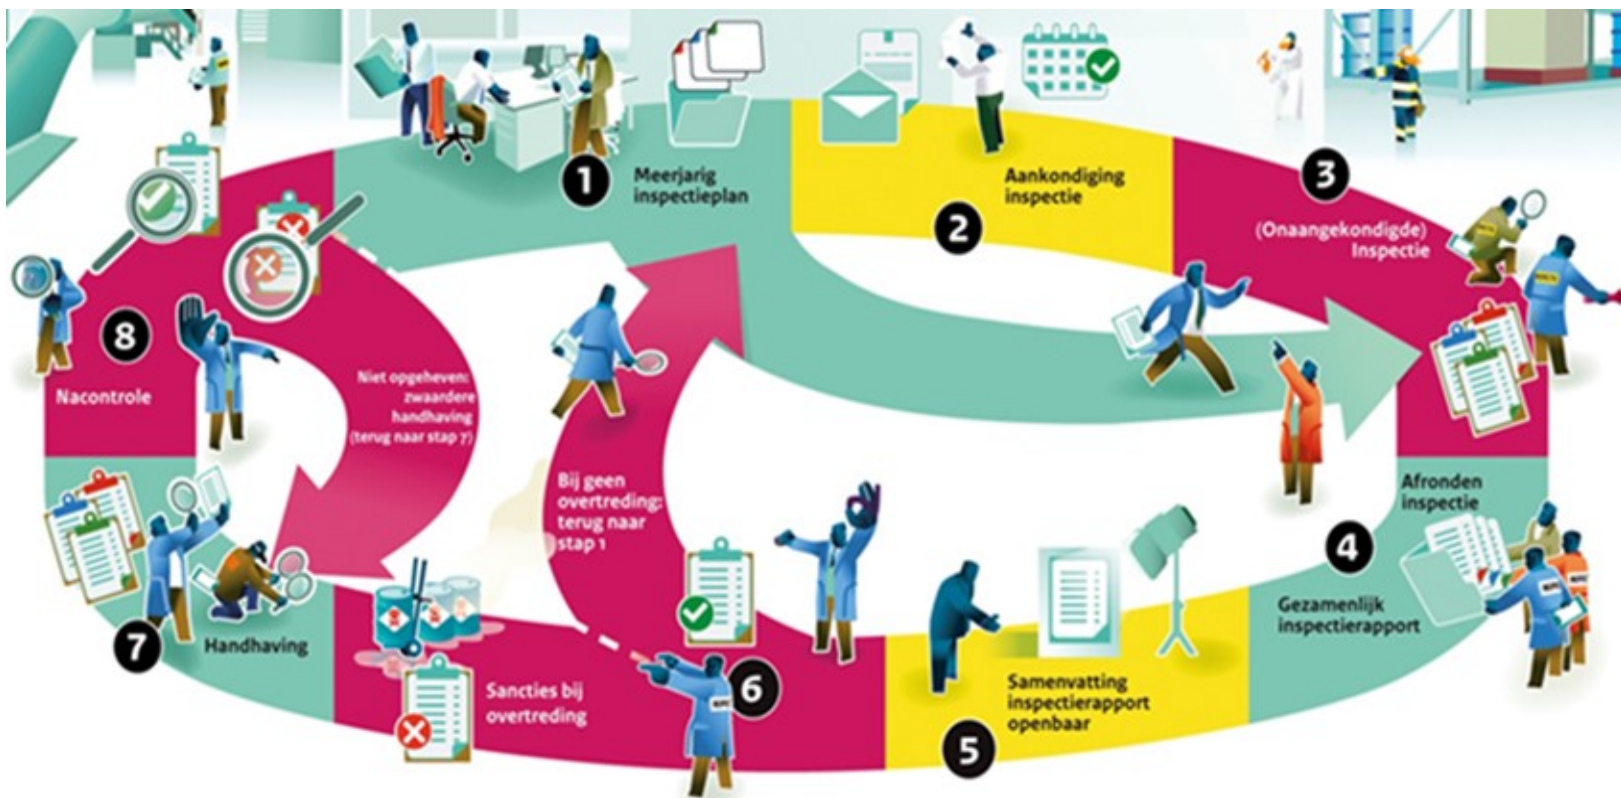 1
Meerjarig
inspectieplan
2
Aankondiging
inspectie
3
(Onaangekondigde)
Inspectie
4
Afronden
inspectie
Gezamenlijk
inspectierapport
5
Samenvatting
inspectierapport
openbaar
6
Bij geen
overtreding:
terug naar
stap 1
Sancties bij
overtreding
7
Handhaving
8
Nacontrole
Niet opgeheven:
zwaardere
handhaving
(terug naar stap 7)